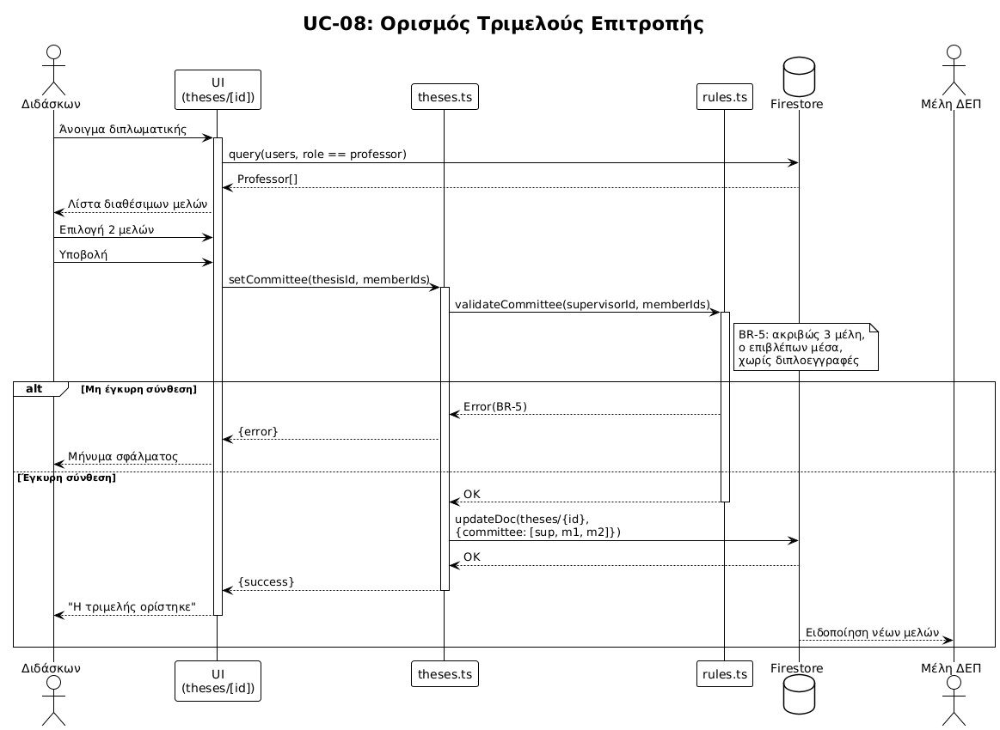 UC-08: Ορισμός Τριμελούς Επιτροπής
Διδάσκων
UI
(theses/[id])
theses.ts
rules.ts
Firestore
Μέλη ΔΕΠ
Άνοιγμα διπλωματικής
query(users, role == professor)
Professor[]
Λίστα διαθέσιμων μελών
Επιλογή 2 μελών
Υποβολή
setCommittee(thesisId, memberIds)
validateCommittee(supervisorId, memberIds)
BR-5: ακριβώς 3 μέλη,
ο επιβλέπων μέσα,
χωρίς διπλοεγγραφές
alt [Μη έγκυρη σύνθεση]
Error(BR-5)
{error}
Μήνυμα σφάλματος
[Έγκυρη σύνθεση]
OK
updateDoc(theses/{id},
{committee: [sup, m1, m2]})
OK
{success}
"Η τριμελής ορίστηκε"
Ειδοποίηση νέων μελών
Διδάσκων
UI
(theses/[id])
theses.ts
rules.ts
Firestore
Μέλη ΔΕΠ